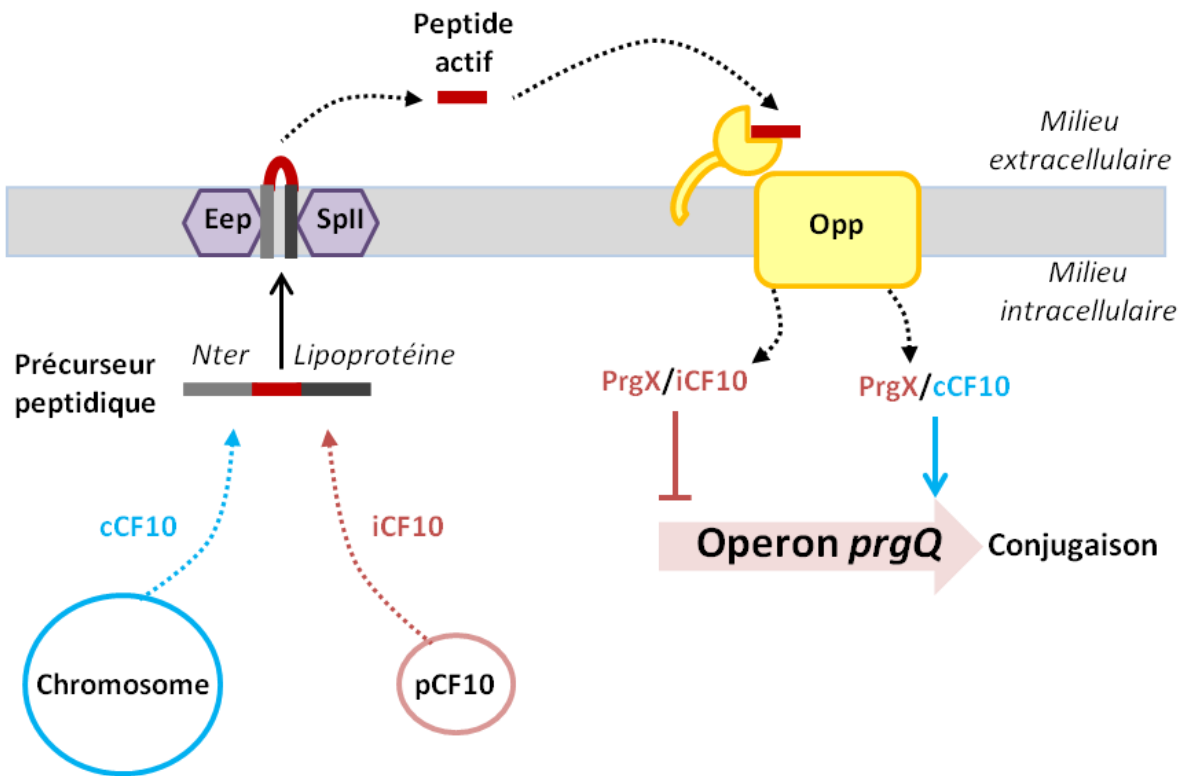 Peptide
actif
Milieu
extracellulaire
Eep
SpII
Opp
Milieu
intracellulaire
Précurseur
peptidique
Nter
Lipoprotéine
PrgX/iCF10
PrgX/cCF10
cCF10
iCF10
Operon prgQ
Conjugaison
Chromosome
pCF10